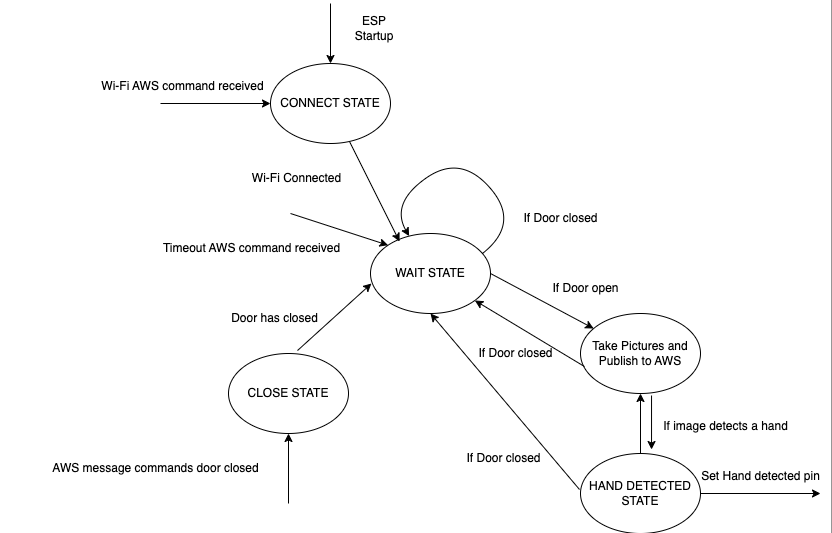 ESP
Startup
Wi-Fi AWS command received
CONNECT STATE
Wi-Fi Connected
If Door closed
Timeout AWS command received
WAIT STATE
If Door open
Door has closed
If Door closed
Take Pictures and
Publish to AWS
CLOSE STATE
If image detects a hand
If Door closed
AWS message commands door closed
Set Hand detected pin
HAND DETECTED
STATE